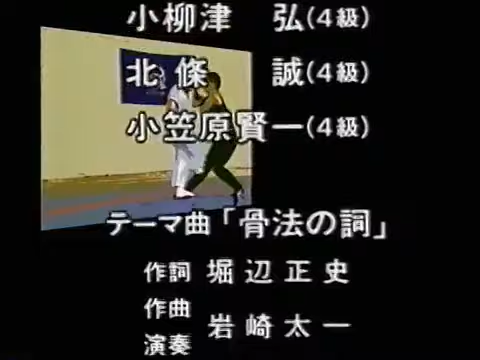 小柳津 弘(4級)
北條 誠(4級)
小笠原賢一(4級)
テーマ曲「骨法の詞」
作詞 堀辺正史
作曲
演奏 岩崎太一